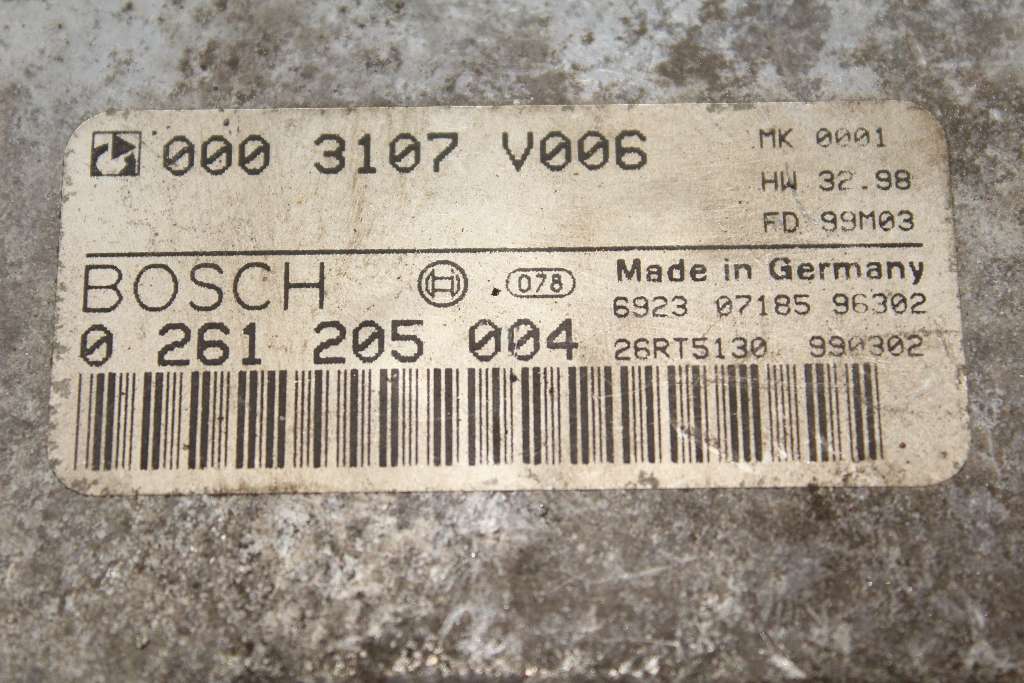 000 3107 V006
MK 0001
HW 32.98
FD 99M03
BOSCH
078
Made in Germany
6923 07185 96302
0 261 205 004
26RT5130 990302